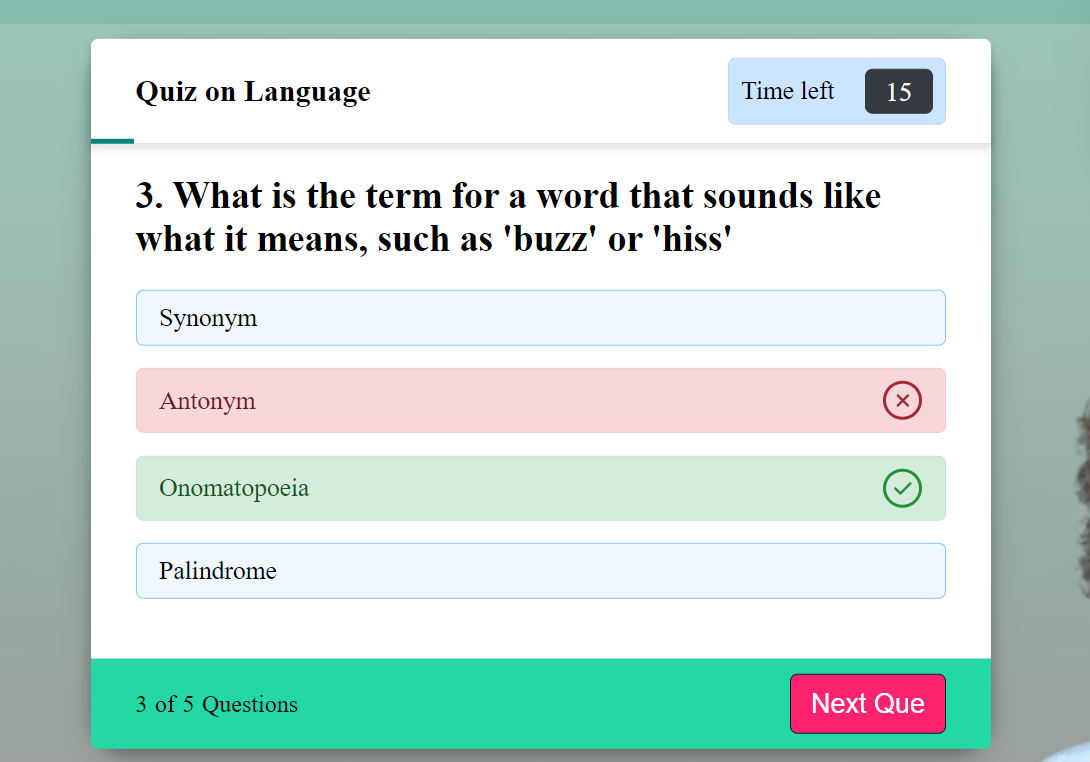 Quiz on Language
Time left 15
3. What is the term for a word that sounds like
what it means, such as 'buzz' or 'hiss'
Synonym
Antonym
Onomatopoeia
Palindrome
3 of 5 Questions
Next Que